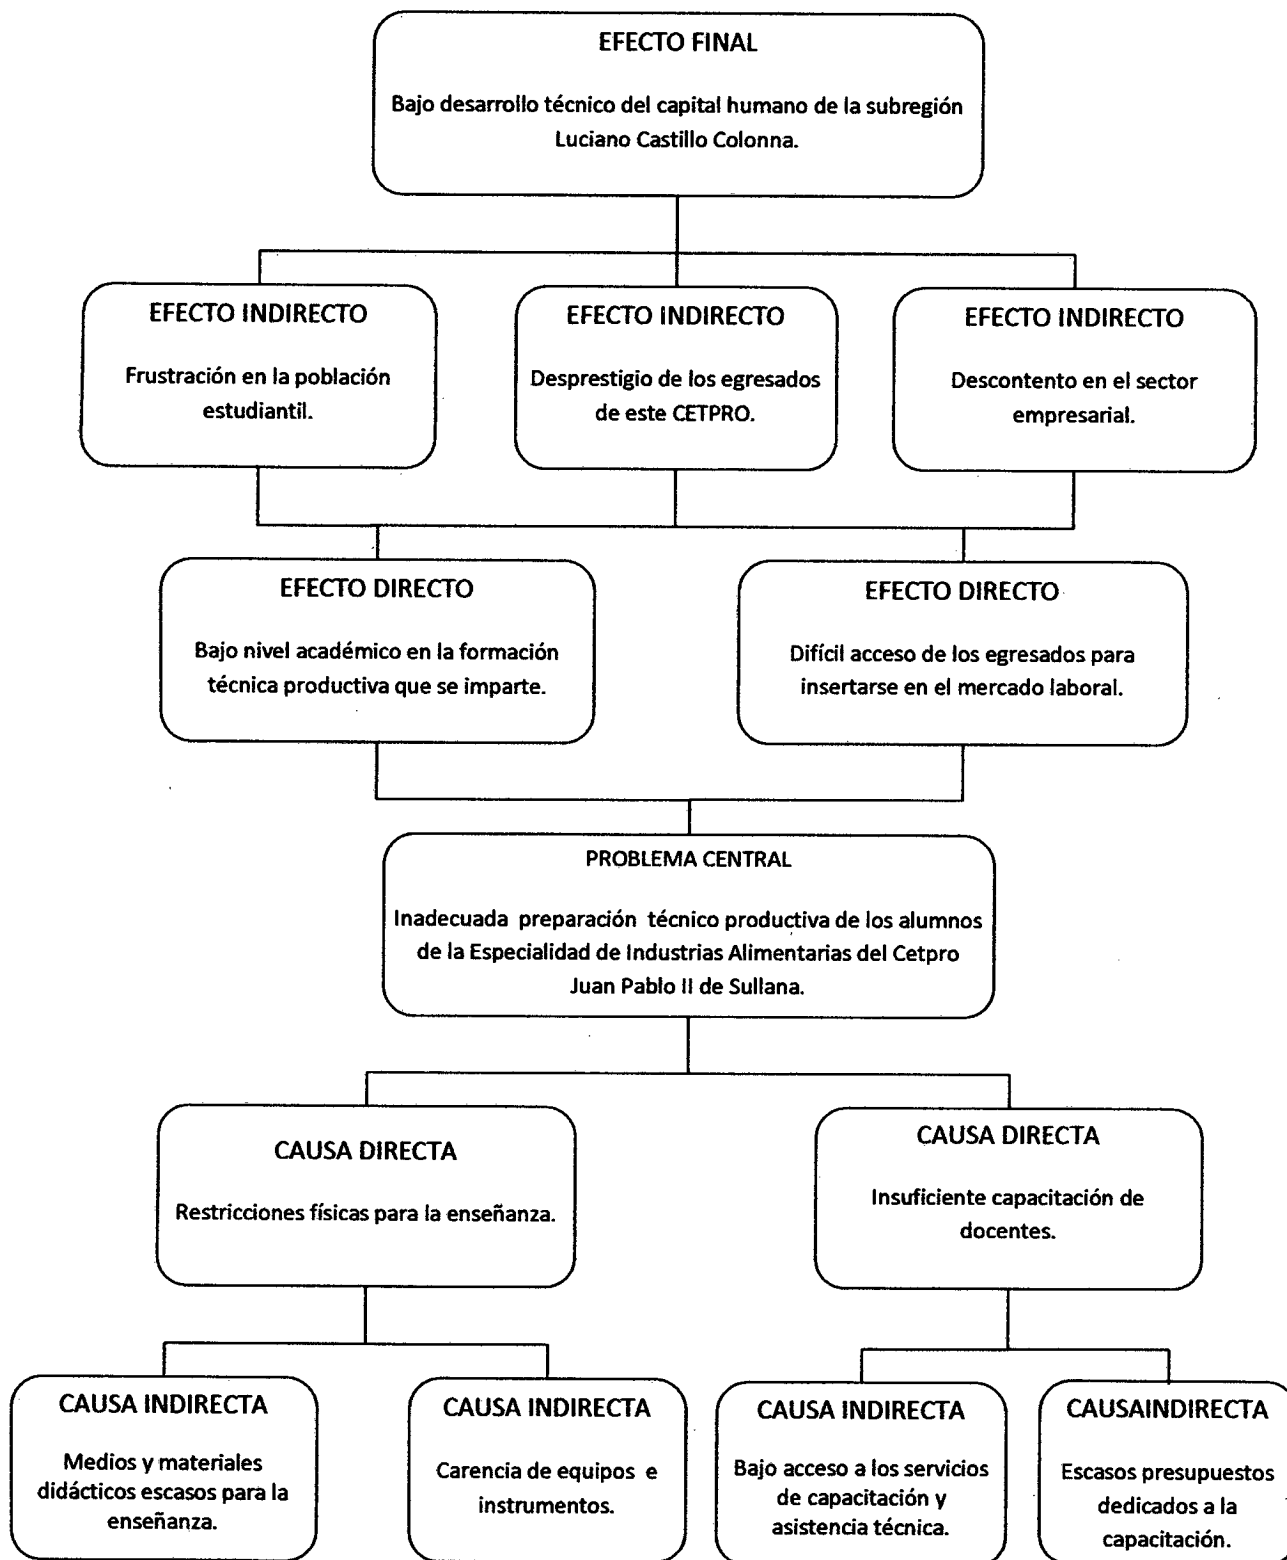 EFECTO FINAL
Bajo desarrollo técnico del capital humano de la subregión
Luciano Castillo Colonna.
EFECTO INDIRECTO
Frustración en la población
estudiantil.
EFECTO INDIRECTO
Desprestigio de los egresados
de este CETPRO.
EFECTO INDIRECTO
Descontento en el sector
empresarial.
EFECTO DIRECTO
Bajo nivel académico en la formación
técnica productiva que se imparte.
EFECTO DIRECTO
Difícil acceso de los egresados para
insertarse en el mercado laboral.
PROBLEMA CENTRAL
Inadecuada preparación técnico productiva de los alumnos
de la Especialidad de Industrias Alimentarias del Cetpro
Juan Pablo II de Sullana.
CAUSA DIRECTA
Restricciones físicas para la enseñanza.
CAUSA DIRECTA
Insuficiente capacitación de
docentes.
CAUSA INDIRECTA
Medios y materiales
didácticos escasos para la
enseñanza.
CAUSA INDIRECTA
Carencia de equipos e
instrumentos.
CAUSA INDIRECTA
Bajo acceso a los servicios
de capacitación y
asistencia técnica.
CAUSAINDIRECTA
Escasos presupuestos
dedicados a la
capacitación.